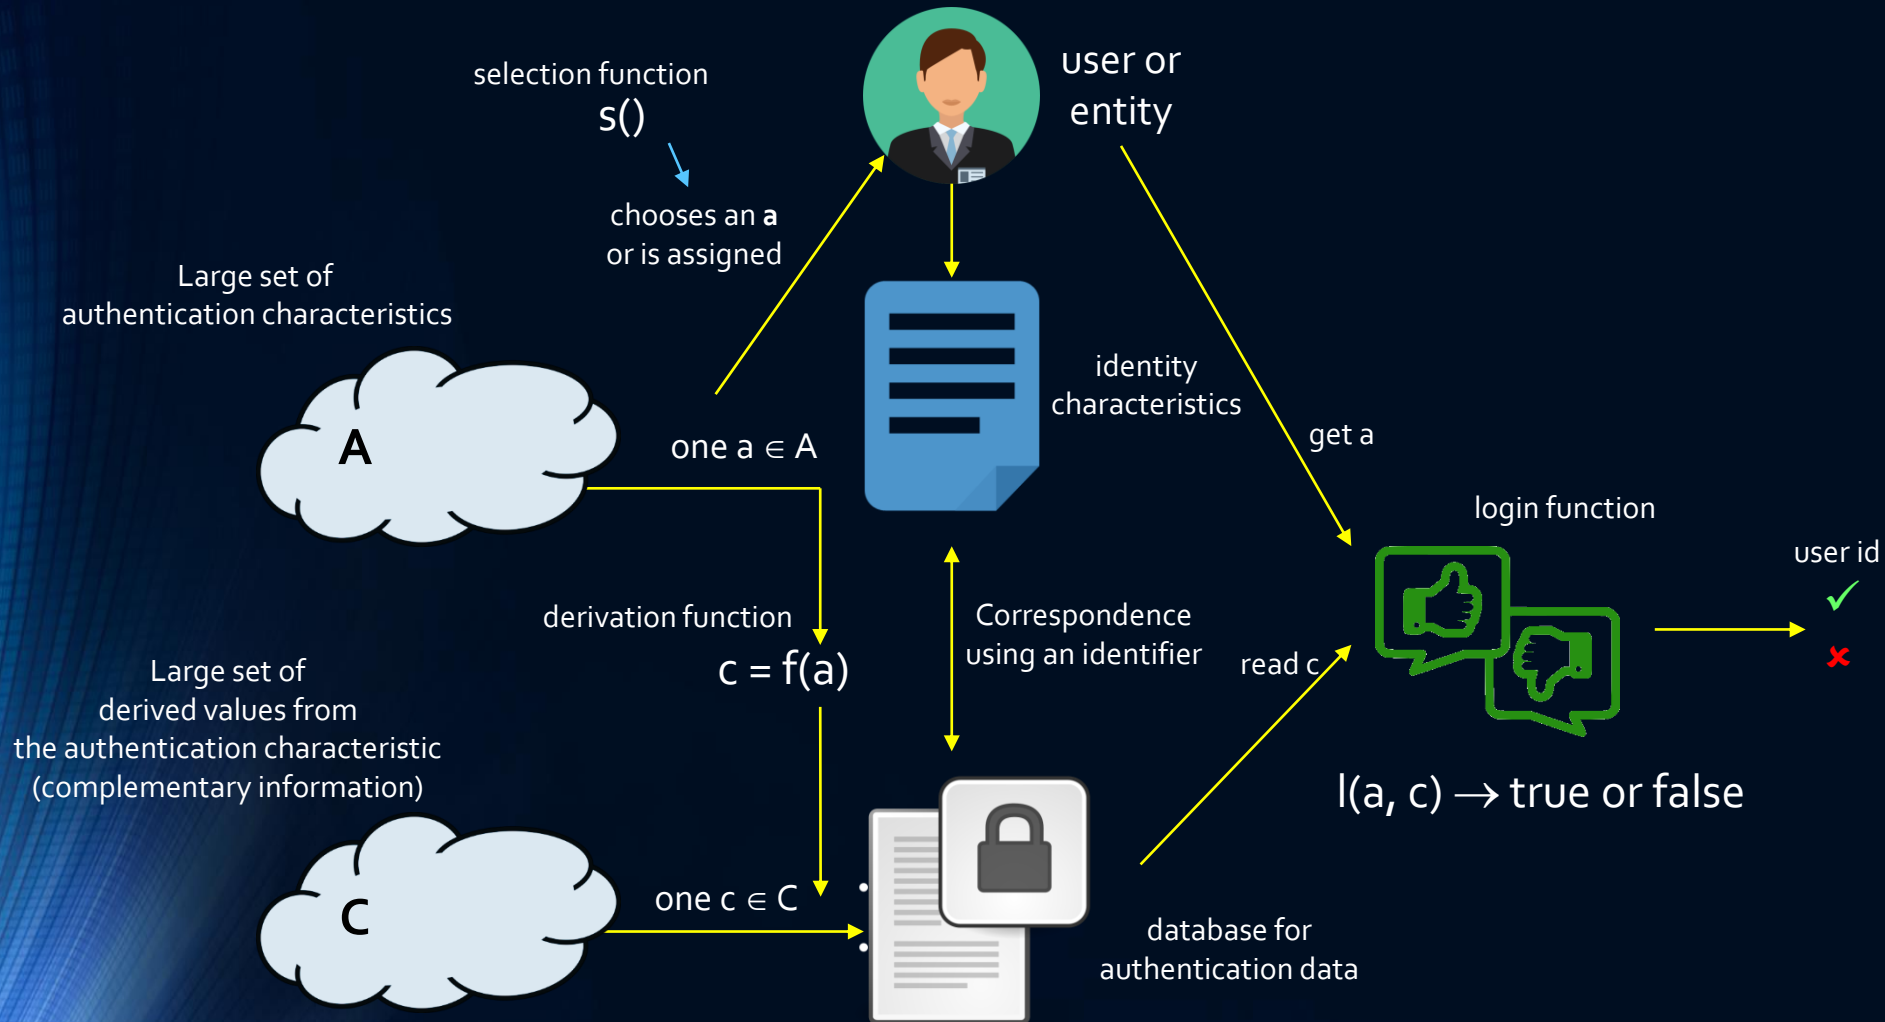 selection function
s()
chooses an a
or is assigned
user or
entity
Large set of
authentication characteristics
A
one a ∈ A
identity
characteristics
get a
login function
user id
✓
✘
derivation function
c = f(a)
Correspondence
using an identifier
read c
l(a, c) → true or false
Large set of
derived values from
the authentication characteristic
(complementary information)
C
one c ∈ C
database for
authentication data